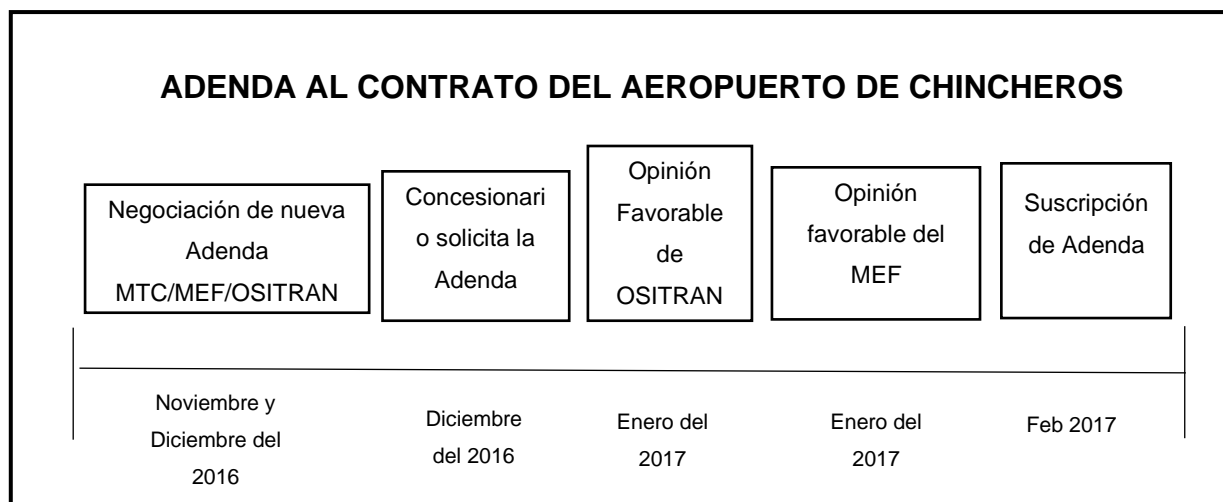 ADENDA AL CONTRATO DEL AEROPUERTO DE CHINCHEROS
Negociación de nueva
Adenda
MTC/MEF/OSITRAN
Concesionari
o solicita la
Adenda
Opinión
Favorable
de
OSITRAN
Opinión
favorable del
MEF
Suscripción
de Adenda
Noviembre y
Diciembre del
2016
Diciembre
del 2016
Enero del
2017
Enero del
2017
Feb 2017